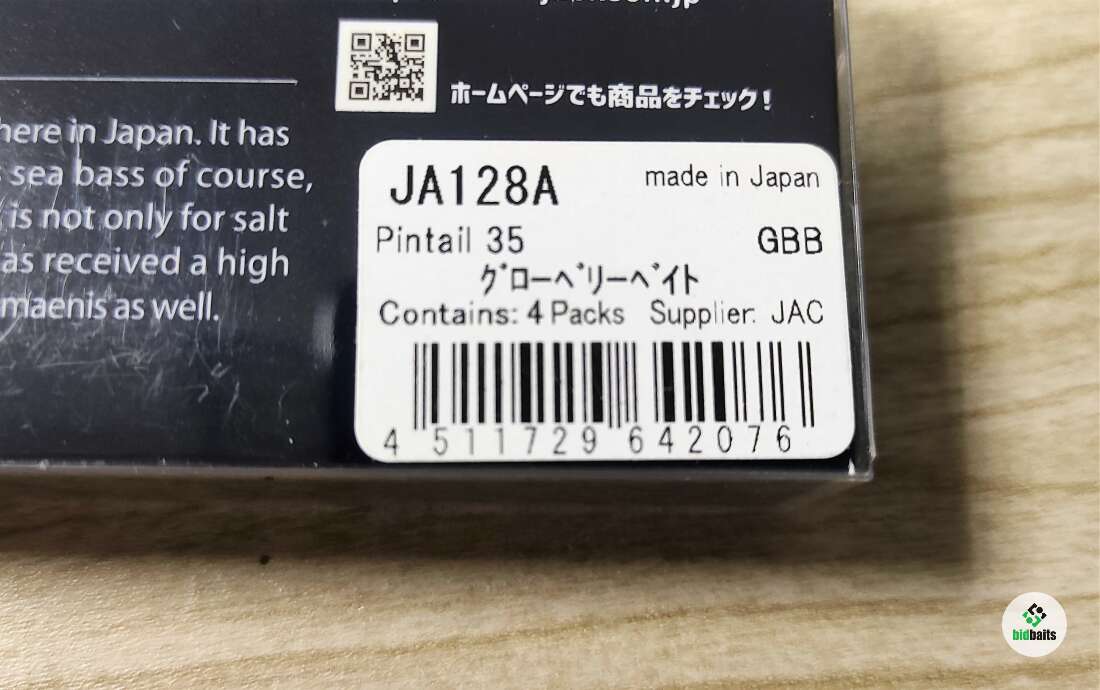 ホームページでも商品をチェック!
here in Japan. It has
sea bass of course,
is not only for salt
as received a high
maenis as well.
JA128A made in Japan
Pintail 35 GBB
グローベリーベイト
Contains: 4 Packs Supplier: JAC
4 511729 642076
bidbaits